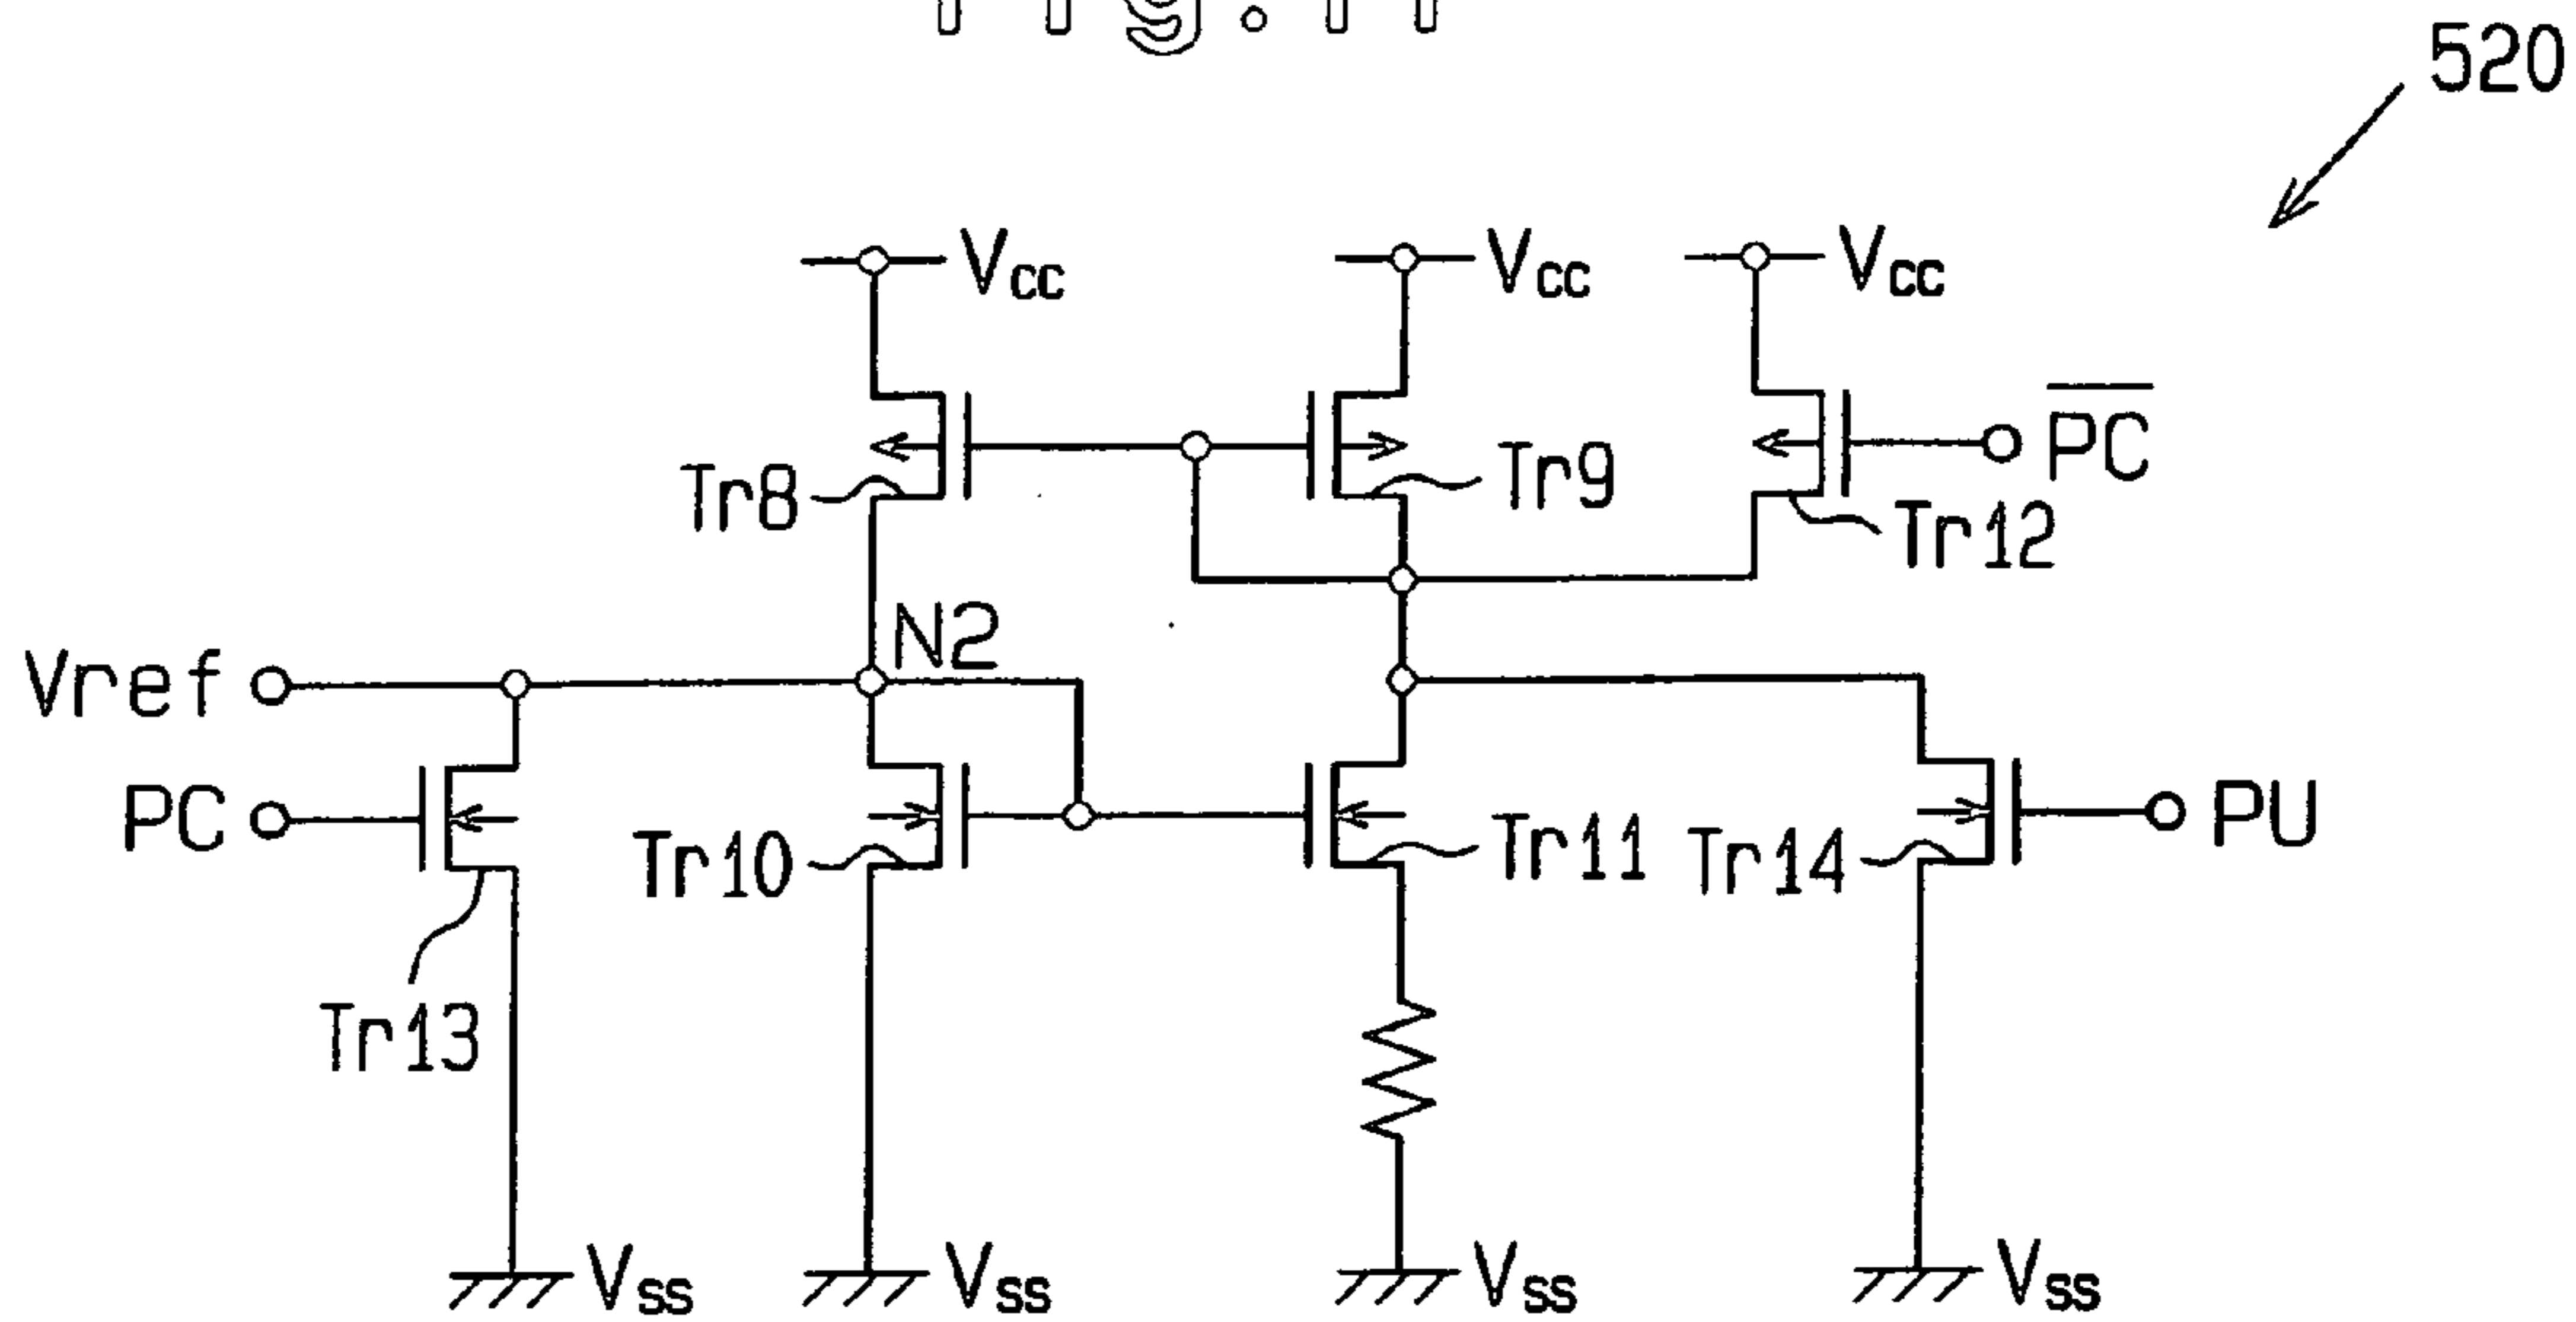 520
Vcc
Vcc
Vcc
PC
Tr8
Tr9
Tr12
N2
Vref
PC
PU
Tr10
Tr11
Tr14
Tr13
Vss
Vss
Vss
Vss